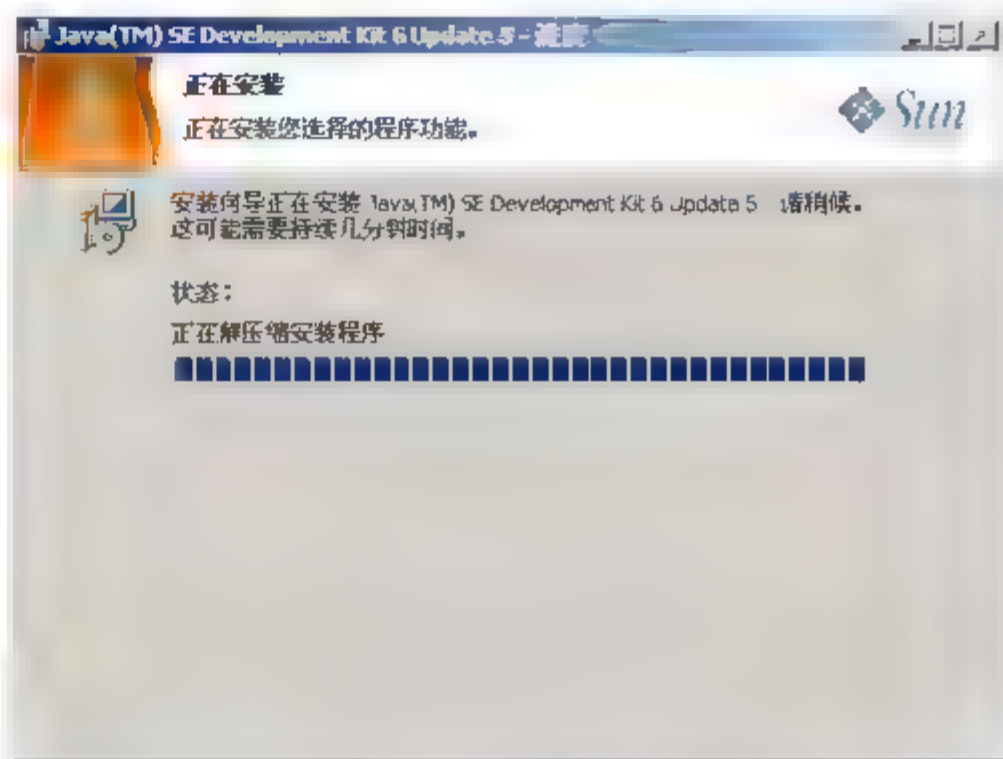 Java(TM) SE Development Kit 6 Update 5 - 进度
正在安装
正在安装您选择的程序功能。
Sun
安装向导正在安装 Java(TM) SE Development Kit 6 Update 5 请稍候。
这可能需要持续几分钟时间。
状态：
正在解压缩安装程序